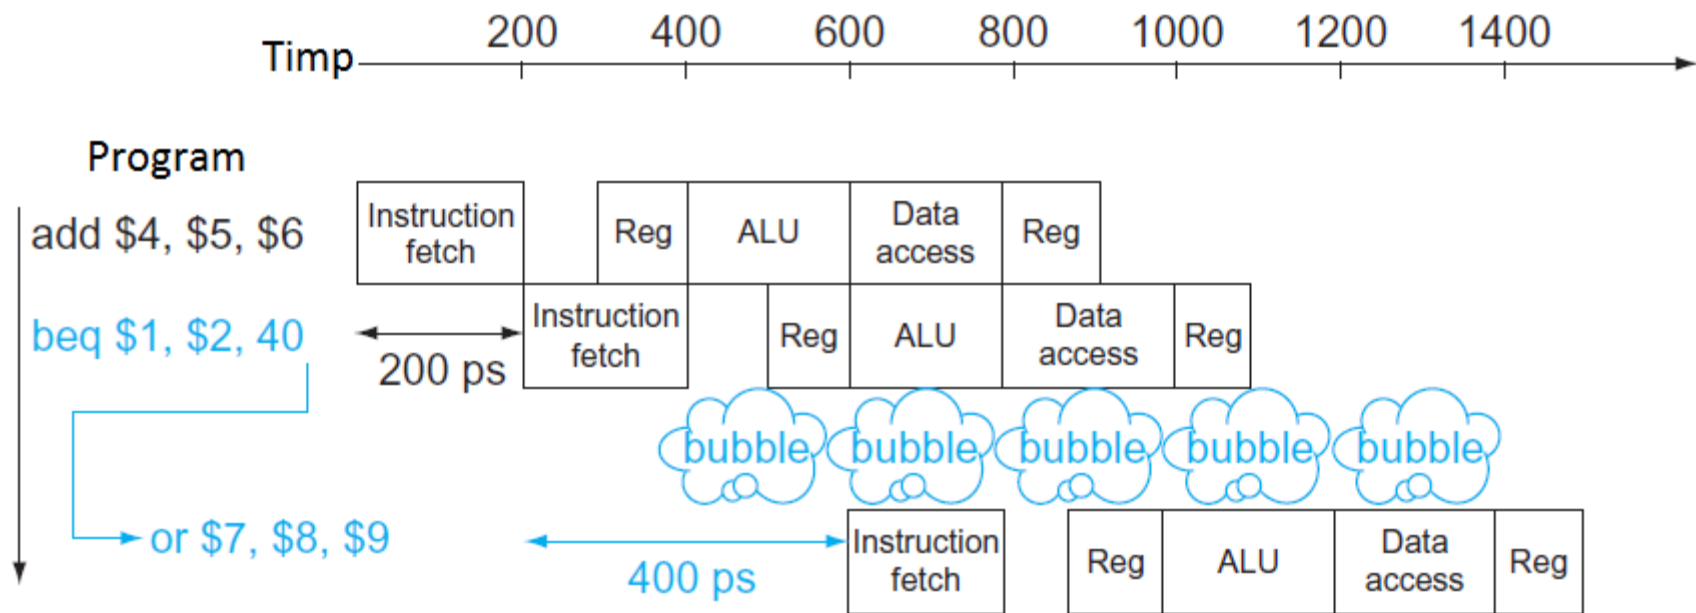 200 400 600 800 1000 1200 1400
Timp
Program
add $4, $5, $6
Instruction
fetch
Reg
ALU
Data
access
Reg
beq $1, $2, 40
200 ps
Instruction
fetch
Reg
ALU
Data
access
Reg
bubble bubble bubble bubble bubble
or $7, $8, $9
400 ps
Instruction
fetch
Reg
ALU
Data
access
Reg